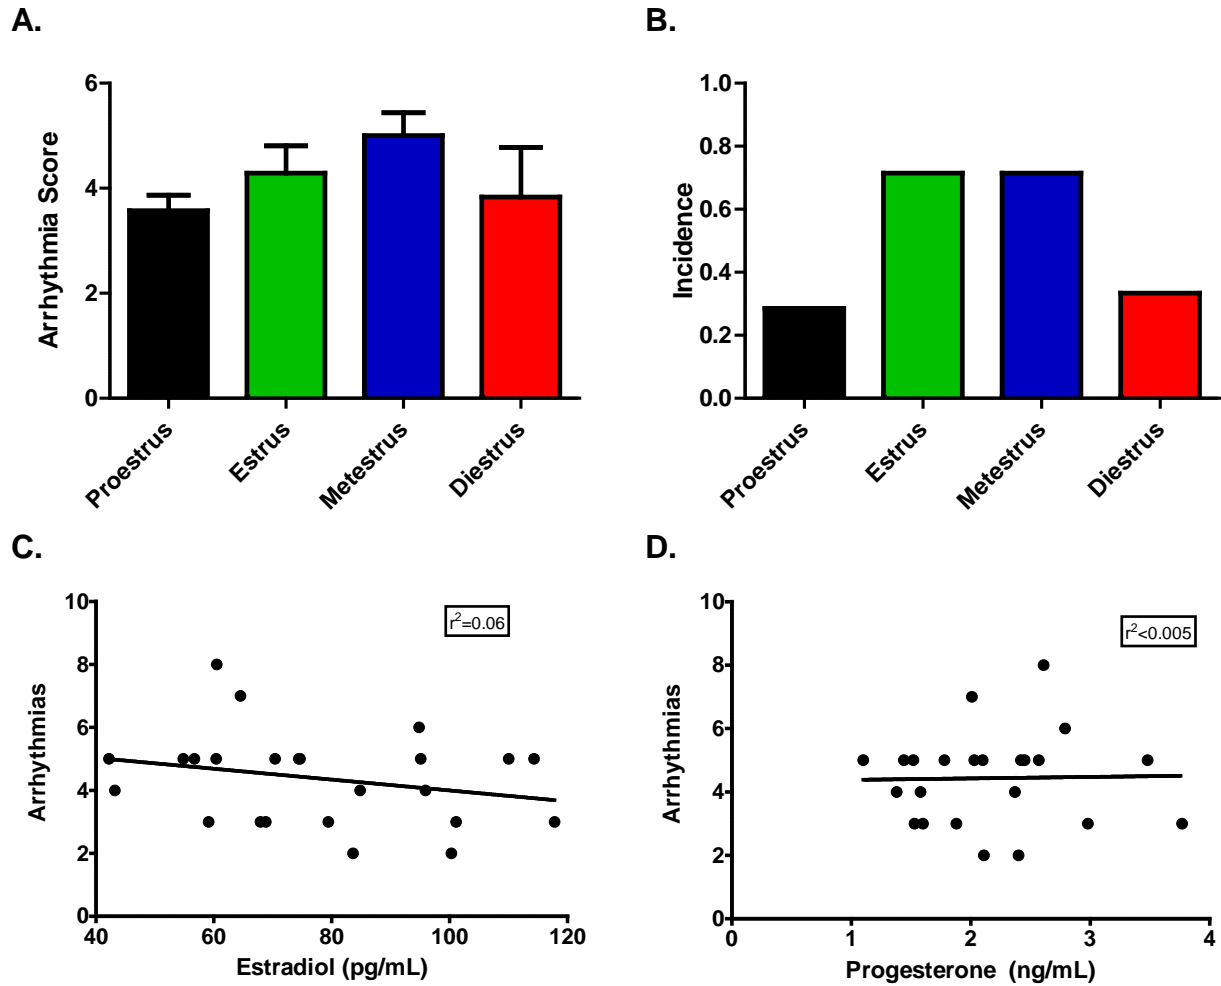 A.
B.
6
4
2
0
Arrhythmia Score
Proestrus
Estrus
Metestrus
Diestrus
1.0
0.8
0.6
0.4
0.2
0.0
Incidence
Proestrus
Estrus
Metestrus
Diestrus
C.
D.
10
8
6
4
2
0
Arrhythmias
r²=0.06
40 60 80 100 120
Estradiol (pg/mL)
10
8
6
4
2
0
Arrhythmias
r²<0.005
0 1 2 3 4
Progesterone (ng/mL)